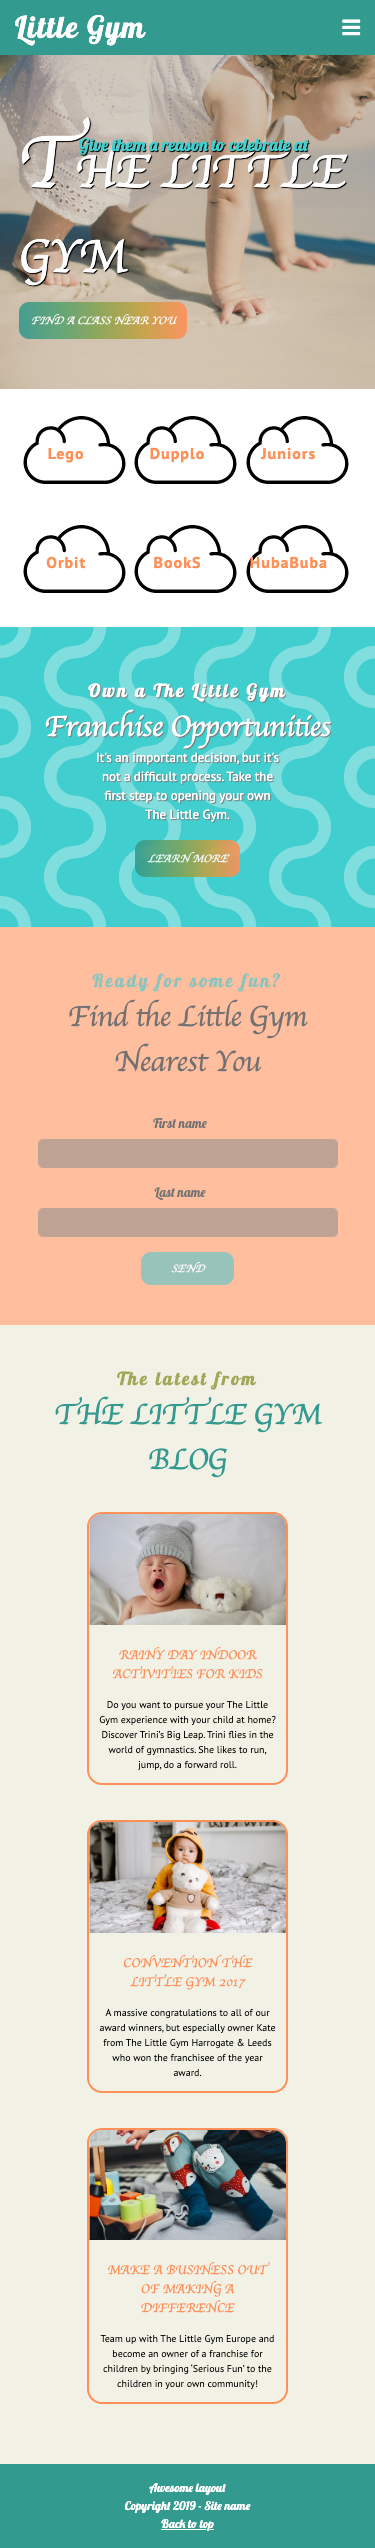 Little Gym
Give them a reason to celebrate at
THE LITTLE
GYM
FIND A CLASS NEAR YOU
Lego
Dupplo
Juniors
Orbit
BookS
HubaBuba
Own a The Little Gym
Franchise Opportunities
It's an important decision, but it's
not a difficult process. Take the
first step to opening your own
The Little Gym.
LEARN MORE
Ready for some fun?
Find the Little Gym
Nearest You
First name
Last name
SEND
The latest from
THE LITTLE GYM
BLOG
RAINY DAY INDOOR
ACTIVITIES FOR KIDS
Do you want to pursue your The Little
Gym experience with your child at home?
Discover Trini's Big Leap. Trini flies in the
world of gymnastics. She likes to run,
jump, do a forward roll.
CONVENTION THE
LITTLE GYM 2017
A massive congratulations to all of our
award winners, but especially owner Kate
from The Little Gym Harrogate & Leeds
who won the franchisee of the year
award.
MAKE A BUSINESS OUT
OF MAKING A
DIFFERENCE
Team up with The Little Gym Europe and
become an owner of a franchise for
children by bringing 'Serious Fun' to the
children in your own community!
Awesome layout
Copyright 2019 - Site name
Back to top